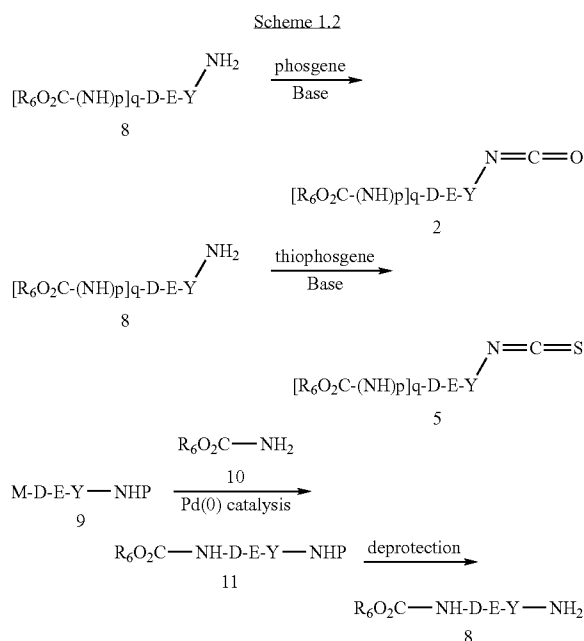 Scheme 1.2
NH2
[R6O2C-(NH)p]q-D-E-Y
8
phosgene
Base
N=C=O
[R6O2C-(NH)p]q-D-E-Y
2
NH2
[R6O2C-(NH)p]q-D-E-Y
8
thiophosgene
Base
N=C=S
[R6O2C-(NH)p]q-D-E-Y
5
R6O2C—NH2
10
M-D-E-Y—NHP
9
Pd(0) catalysis
R6O2C—NH-D-E-Y—NHP
11
deprotection
R6O2C—NH-D-E-Y—NH2
8